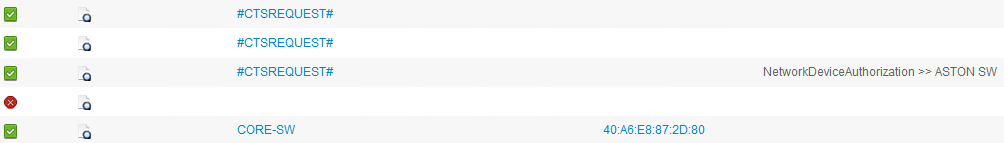 #CTSREQUEST#
#CTSREQUEST#
#CTSREQUEST# NetworkDeviceAuthorization >> ASTON SW
CORE-SW 40:A6:E8:87:2D:80